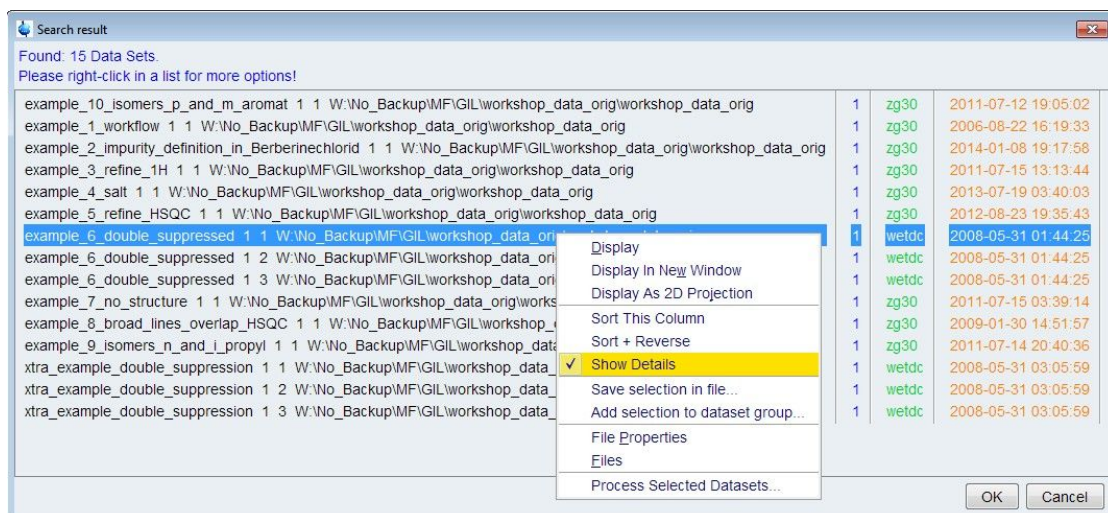 Search result
Found: 15 Data Sets.
Please right-click in a list for more options!
example_10_isomers_p_and_m_aromat 1 1 W:\No_Backup\MF\GIL\workshop_data_orig\workshop_data_orig 1 zg30 2011-07-12 19:05:02
example_1_workflow 1 1 W:\No_Backup\MF\GIL\workshop_data_orig\workshop_data_orig 1 zg30 2006-08-22 16:19:33
example_2_impurity_definition_in_Berberinechlorid 1 1 W:\No_Backup\MF\GIL\workshop_data_orig\workshop_data_orig 1 zg30 2014-01-08 19:17:58
example_3_refine_1H 1 1 W:\No_Backup\MF\GIL\workshop_data_orig\workshop_data_orig 1 zg30 2011-07-15 13:13:44
example_4_salt 1 1 W:\No_Backup\MF\GIL\workshop_data_orig\workshop_data_orig 1 zg30 2013-07-19 03:40:03
example_5_refine_HSQC 1 1 W:\No_Backup\MF\GIL\workshop_data_orig\workshop_data_orig 1 zg30 2012-08-23 19:35:43
example_6_double_suppressed 1 1 W:\No_Backup\MF\GIL\workshop_data_ori 1 wetdc 2008-05-31 01:44:25
example_6_double_suppressed 1 2 W:\No_Backup\MF\GIL\workshop_data_ori 1 wetdc 2008-05-31 01:44:25
example_6_double_suppressed 1 3 W:\No_Backup\MF\GIL\workshop_data_ori 1 wetdc 2008-05-31 01:44:25
example_7_no_structure 1 1 W:\No_Backup\MF\GIL\workshop_data_orig\works 1 zg30 2011-07-15 03:39:14
example_8_broad_lines_overlap_HSQC 1 1 W:\No_Backup\MF\GIL\workshop_ 1 zg30 2009-01-30 14:51:57
example_9_isomers_n_and_i_propyl 1 1 W:\No_Backup\MF\GIL\workshop_data 1 zg30 2011-07-14 20:40:36
xtra_example_double_suppression 1 1 W:\No_Backup\MF\GIL\workshop_data_ 1 wetdc 2008-05-31 03:05:59
xtra_example_double_suppression 1 2 W:\No_Backup\MF\GIL\workshop_data_ 1 wetdc 2008-05-31 03:05:59
xtra_example_double_suppression 1 3 W:\No_Backup\MF\GIL\workshop_data_ 1 wetdc 2008-05-31 03:05:59
Display
Display In New Window
Display As 2D Projection
Sort This Column
Sort + Reverse
Show Details
Save selection in file...
Add selection to dataset group...
File Properties
Files
Process Selected Datasets...
OK Cancel